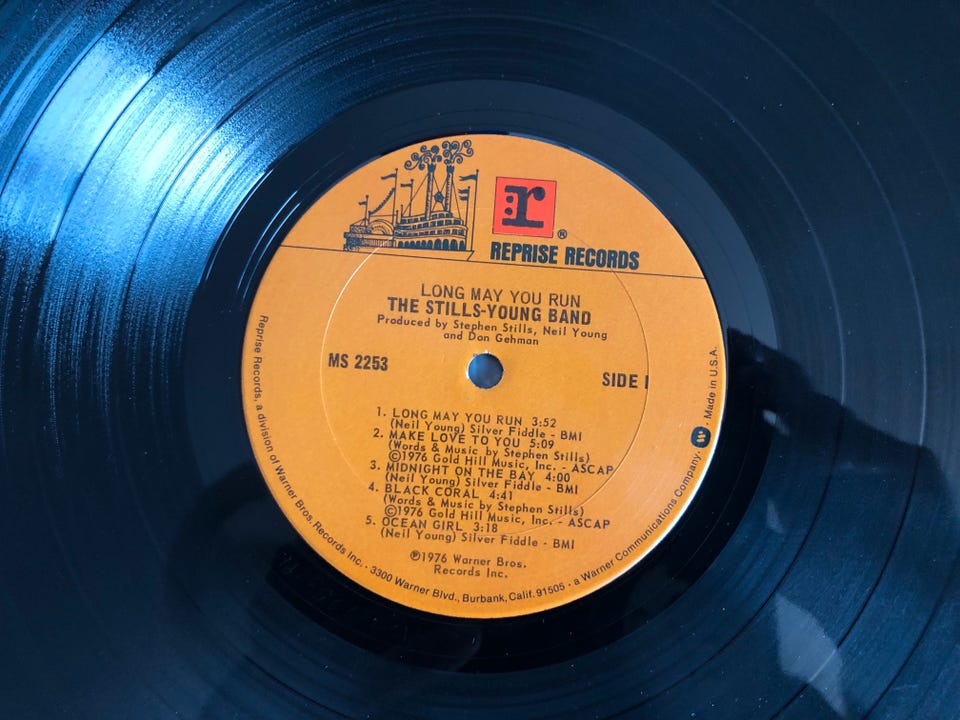 r
®
REPRISE RECORDS
LONG MAY YOU RUN
THE STILLS-YOUNG BAND
Produced by Stephen Stills, Neil Young
and Don Gehman
MS 2253
SIDE 1
1. LONG MAY YOU RUN 3:52
(Neil Young) Silver Fiddle - BMI
2. MAKE LOVE TO YOU 5:09
(Words & Music by Stephen Stills)
©1976 Gold Hill Music, Inc. - ASCAP
3. MIDNIGHT ON THE BAY 4:00
(Neil Young) Silver Fiddle - BMI
4. BLACK CORAL 4:41
(Words & Music by Stephen Stills)
©1976 Gold Hill Music, Inc. - ASCAP
5. OCEAN GIRL 3:18
(Neil Young) Silver Fiddle - BMI
℗1976 Warner Bros.
Records Inc.
Reprise Records, a division of Warner Bros. Records Inc. · 3300 Warner Blvd., Burbank, Calif. 91505 · a Warner Communications Company · Made in U.S.A.